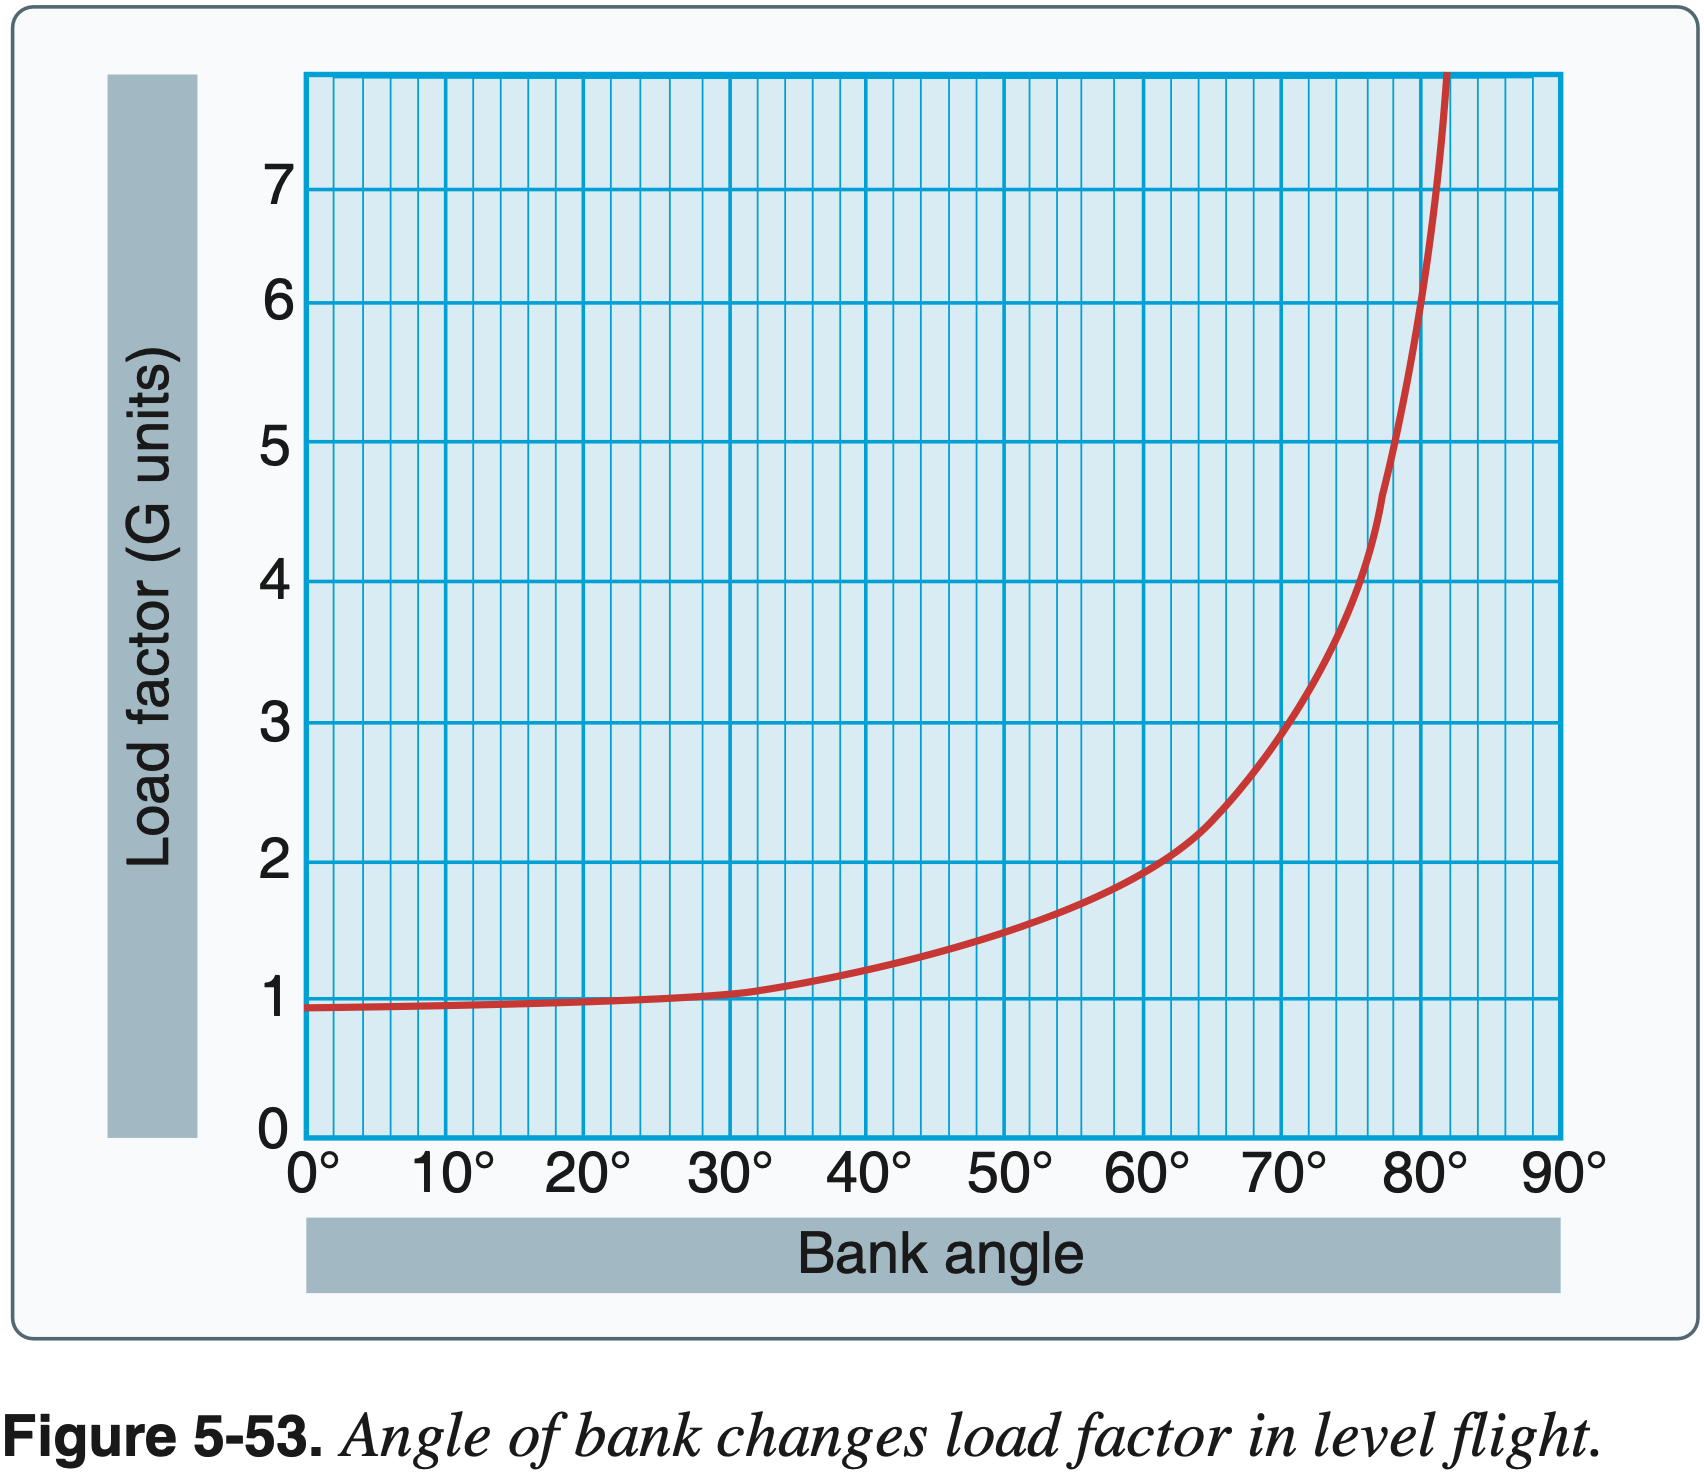 Load factor (G units)
7
6
5
4
3
2
1
0
0° 10° 20° 30° 40° 50° 60° 70° 80° 90°
Bank angle
Figure 5-53. Angle of bank changes load factor in level flight.